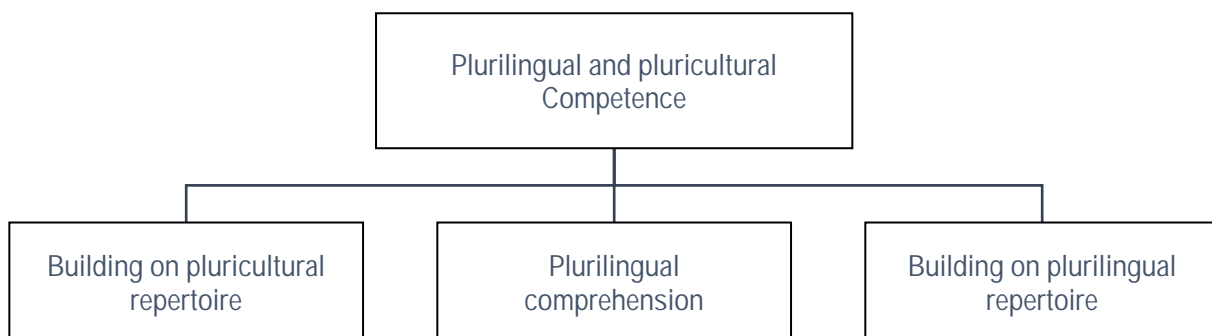 Plurilingual and pluricultural
Competence
Building on pluricultural
repertoire
Plurilingual
comprehension
Building on plurilingual
repertoire